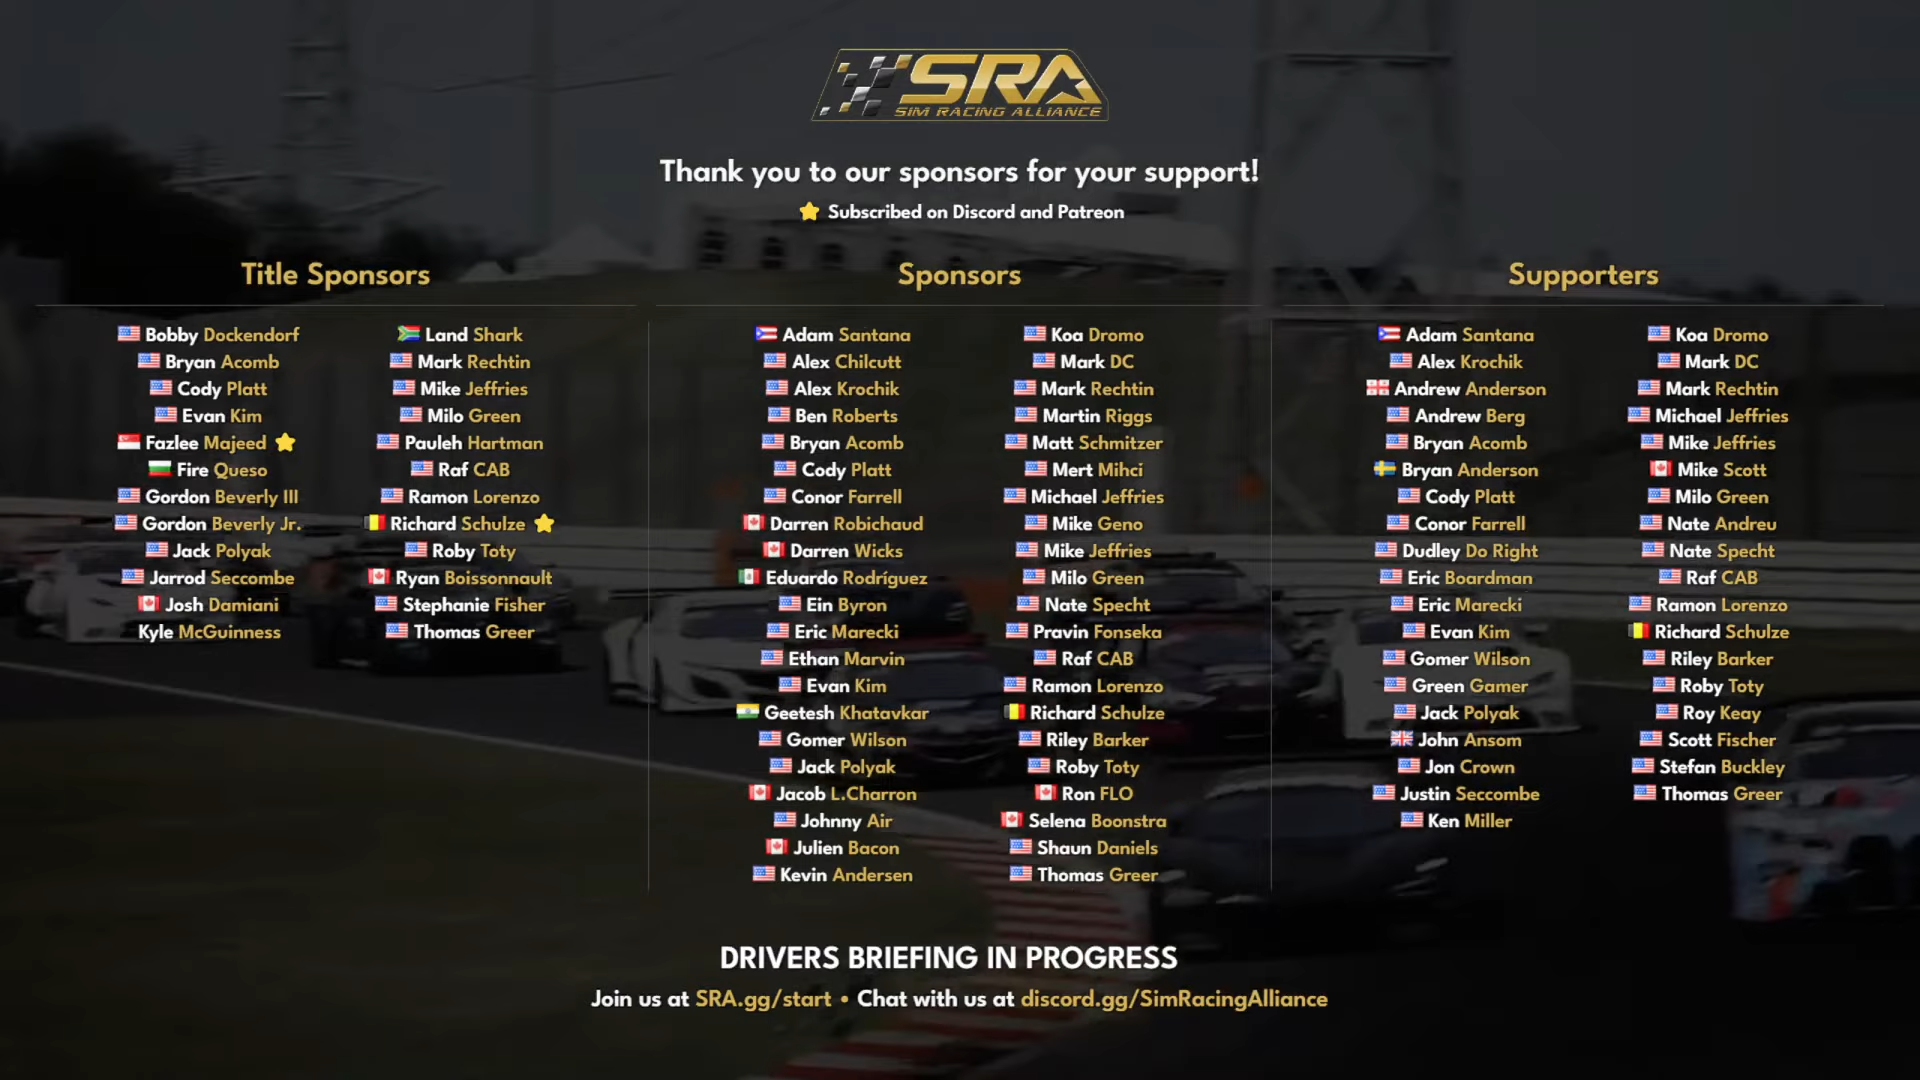 SRA
SIM RACING ALLIANCE
Thank you to our sponsors for your support!
Subscribed on Discord and Patreon
Title Sponsors
Bobby Dockendorf
Bryan Acomb
Cody Platt
Evan Kim
Fazlee Majeed
Fire Queso
Gordon Beverly III
Gordon Beverly Jr.
Jack Polyak
Jarrod Seccombe
Josh Damiani
Kyle McGuinness
Land Shark
Mark Rechtin
Mike Jeffries
Milo Green
Pauleh Hartman
Raf CAB
Ramon Lorenzo
Richard Schulze
Roby Toty
Ryan Boissonnault
Stephanie Fisher
Thomas Greer
Sponsors
Adam Santana
Alex Chilcutt
Alex Krochik
Ben Roberts
Bryan Acomb
Cody Platt
Conor Farrell
Darren Robichaud
Darren Wicks
Eduardo Rodríguez
Ein Byron
Eric Marecki
Ethan Marvin
Evan Kim
Geetesh Khatavkar
Gomer Wilson
Jack Polyak
Jacob L.Charron
Johnny Air
Julien Bacon
Kevin Andersen
Koa Dromo
Mark DC
Mark Rechtin
Martin Riggs
Matt Schmitzer
Mert Mihci
Michael Jeffries
Mike Geno
Mike Jeffries
Milo Green
Nate Specht
Pravin Fonseka
Raf CAB
Ramon Lorenzo
Richard Schulze
Riley Barker
Roby Toty
Ron FLO
Selena Boonstra
Shaun Daniels
Thomas Greer
Supporters
Adam Santana
Alex Krochik
Andrew Anderson
Andrew Berg
Bryan Acomb
Bryan Anderson
Cody Platt
Conor Farrell
Dudley Do Right
Eric Boardman
Eric Marecki
Evan Kim
Gomer Wilson
Green Gamer
Jack Polyak
John Ansom
Jon Crown
Justin Seccombe
Ken Miller
Koa Dromo
Mark DC
Mark Rechtin
Michael Jeffries
Mike Jeffries
Mike Scott
Milo Green
Nate Andreu
Nate Specht
Raf CAB
Ramon Lorenzo
Richard Schulze
Riley Barker
Roby Toty
Roy Keay
Scott Fischer
Stefan Buckley
Thomas Greer
DRIVERS BRIEFING IN PROGRESS
Join us at SRA.gg/start • Chat with us at discord.gg/SimRacingAlliance